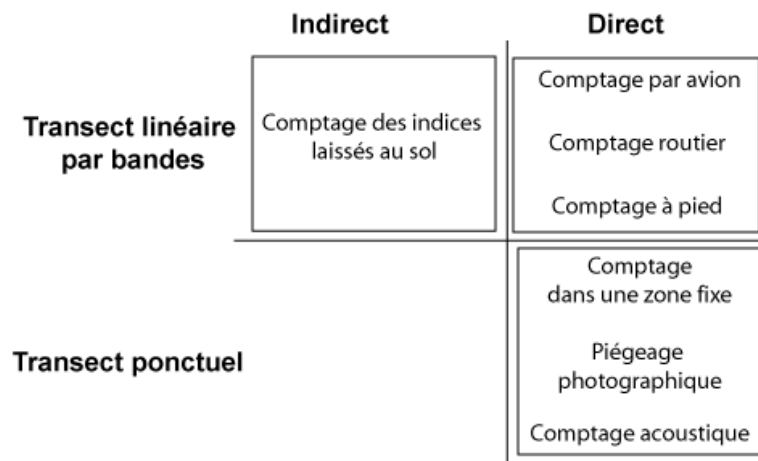 Indirect
Direct
Transect linéaire
par bandes
Comptage des indices
laissés au sol
Comptage par avion
Comptage routier
Comptage à pied
Transect ponctuel
Comptage
dans une zone fixe
Piégeage
photographique
Comptage acoustique